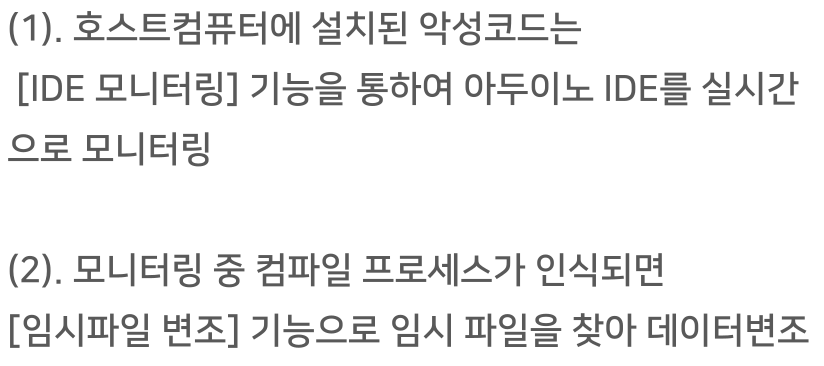 (1). 호스트컴퓨터에 설치된 악성코드는
[IDE 모니터링] 기능을 통하여 아두이노 IDE를 실시간
으로 모니터링
(2). 모니터링 중 컴파일 프로세스가 인식되면
[임시파일 변조] 기능으로 임시 파일을 찾아 데이터변조